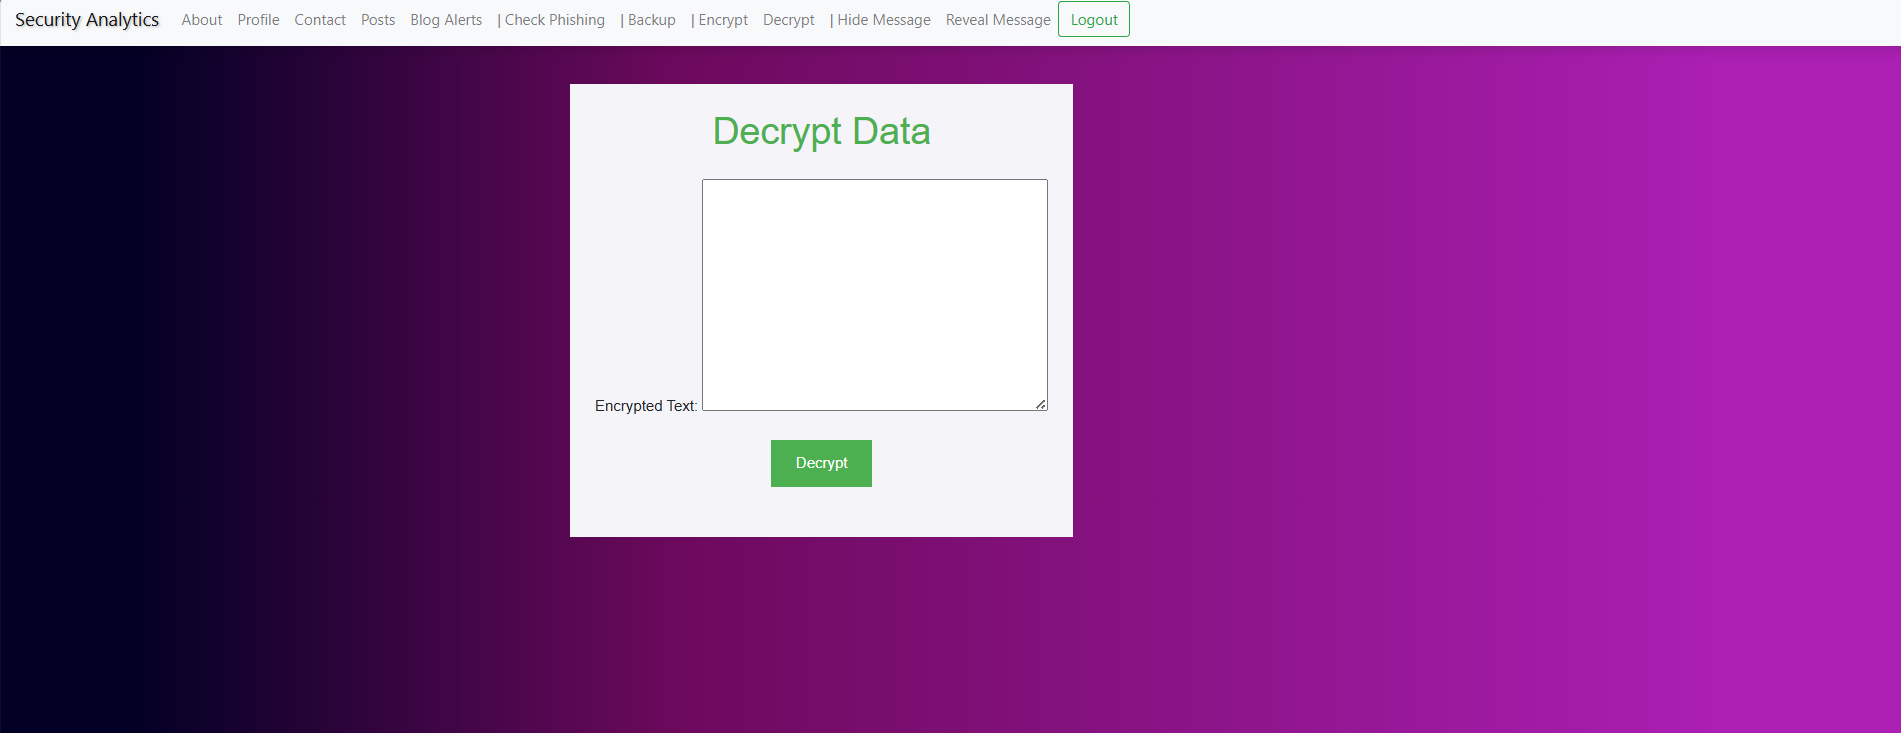 Security Analytics About Profile Contact Posts Blog Alerts | Check Phishing | Backup | Encrypt Decrypt | Hide Message Reveal Message Logout
Decrypt Data
Encrypted Text:
Decrypt